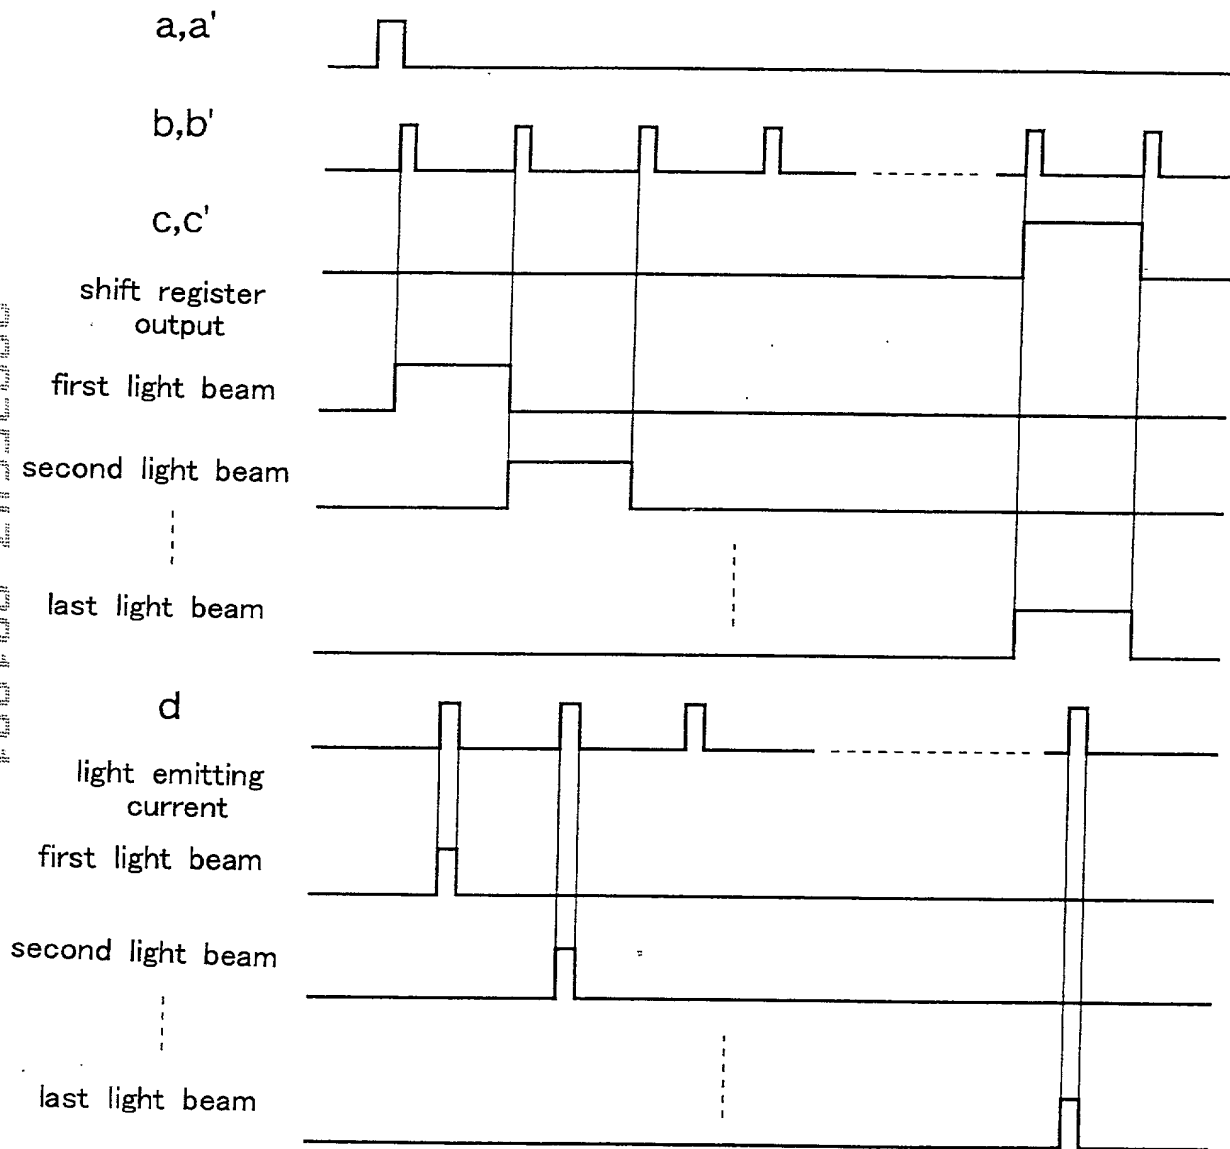 a,a'
b,b'
c,c'
shift register
output
first light beam
second light beam
last light beam
d
light emitting
current
first light beam
second light beam
last light beam